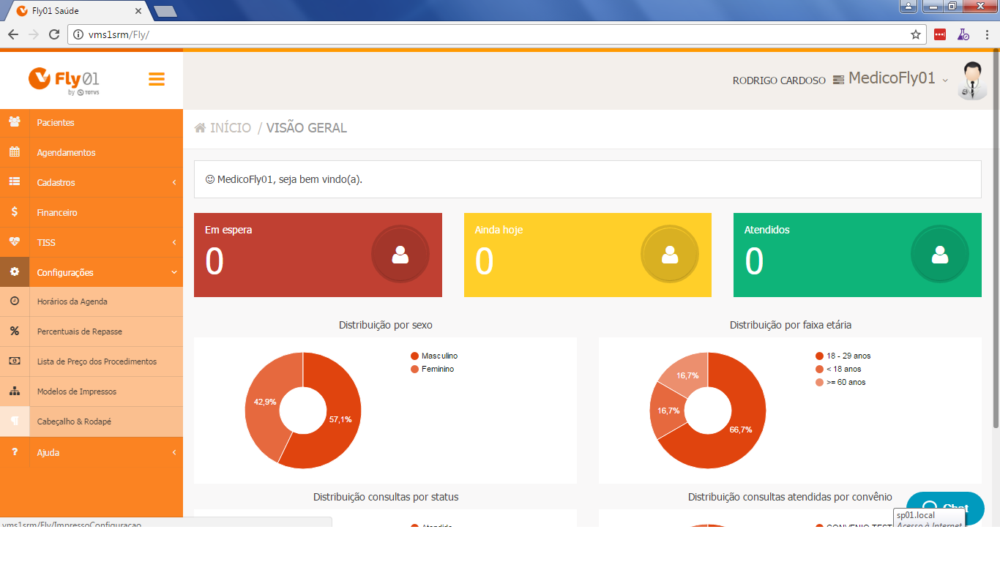 Fly01 Saúde
vms1srm/Fly/
Fly01
by TOTVS
RODRIGO CARDOSO MedicoFly01
Pacientes
Agendamentos
Cadastros
Financeiro
TISS
Configurações
Horários da Agenda
Percentuais de Repasse
Lista de Preço dos Procedimentos
Modelos de Impressos
Cabeçalho & Rodapé
Ajuda
INÍCIO / VISÃO GERAL
MedicoFly01, seja bem vindo(a).
Em espera
0
Ainda hoje
0
Atendidos
0
Distribuição por sexo
Masculino
Feminino
42,9%
57,1%
Distribuição por faixa etária
18 - 29 anos
< 18 anos
>= 60 anos
16,7%
16,7%
66,7%
Distribuição consultas por status
Atendido
Distribuição consultas atendidas por convênio
CONVENIO TEST
Chat
sp01.local
Acesso à Internet
vms1srm/Fly/ImpressoConfiguracao